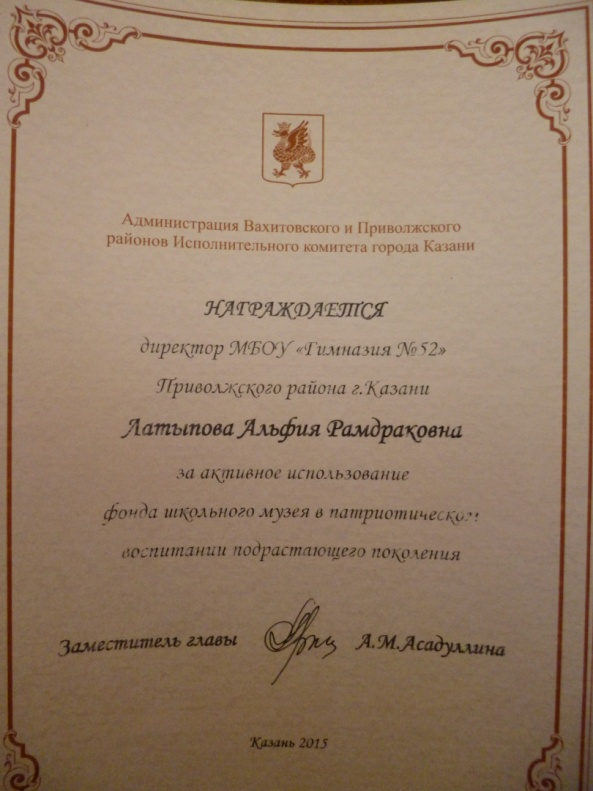 Администрация Вахитовского и Приволжского
районов Исполнительного комитета города Казани
НАГРАЖДАЕТСЯ
директор МБОУ «Гимназия №52»
Приволжского района г.Казани
Латыпова Альфия Рамдраковна
за активное использование
фонда школьного музея в патриотическом
воспитании подрастающего поколения
Заместитель главы А.М.Асадуллина
Казань 2015